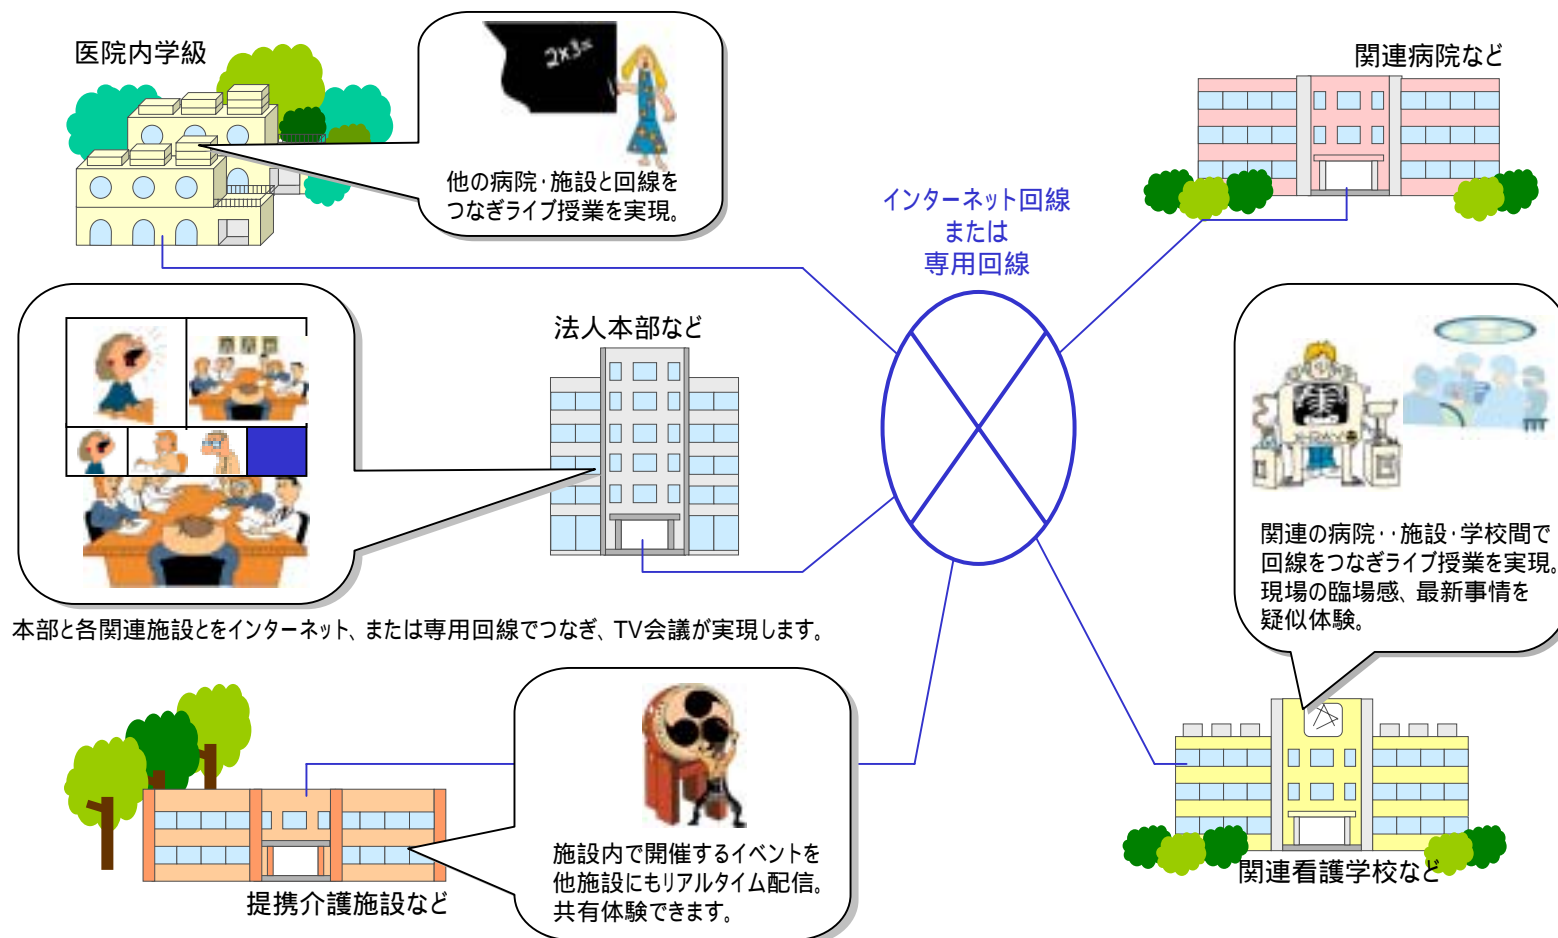 医院内学級
2x3=
他の病院・施設と回線を
つなぎライブ授業を実現。
関連病院など
インターネット回線
または
専用回線
法人本部など
X-RAY
関連の病院・・施設・学校間で
回線をつなぎライブ授業を実現。
現場の臨場感、最新事情を
疑似体験。
本部と各関連施設とをインターネット、または専用回線でつなぎ、TV会議が実現します。
施設内で開催するイベントを
他施設にもリアルタイム配信。
共有体験できます。
提携介護施設など
関連看護学校など